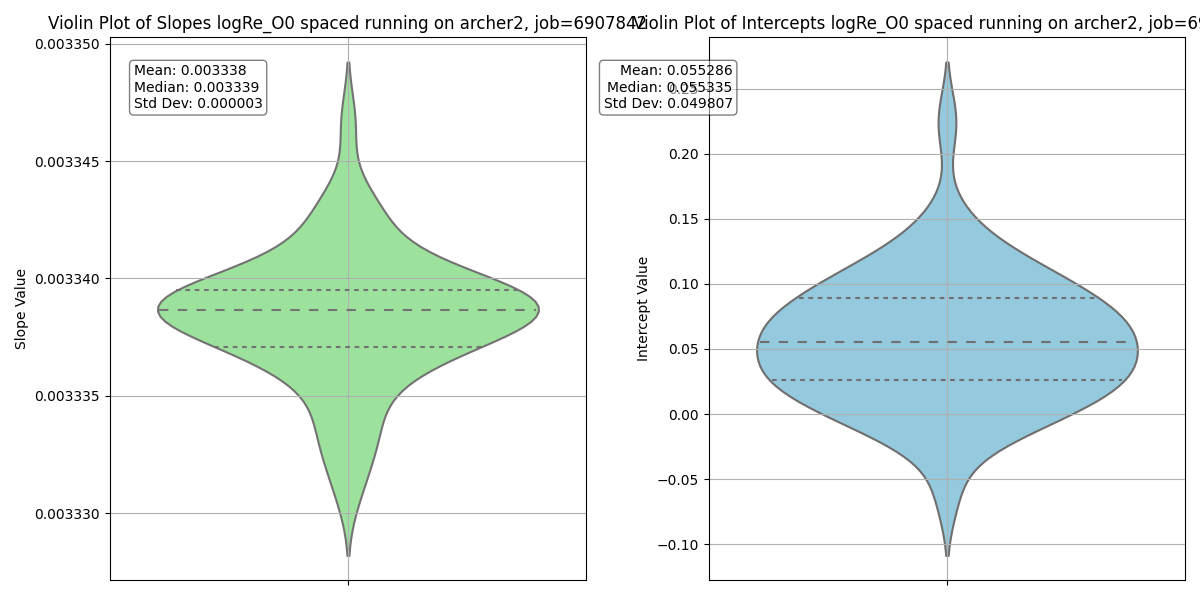 Violin Plot of Slopes logRe_O0 spaced running on archer2, job=6907842
Violin Plot of Intercepts logRe_O0 spaced running on archer2, job=69
Mean: 0.003338
Median: 0.003339
Std Dev: 0.000003
Mean: 0.055286
Median: 0.055335
Std Dev: 0.049807
Slope Value
0.003350
0.003345
0.003340
0.003335
0.003330
Intercept Value
0.25
0.20
0.15
0.10
0.05
0.00
−0.05
−0.10